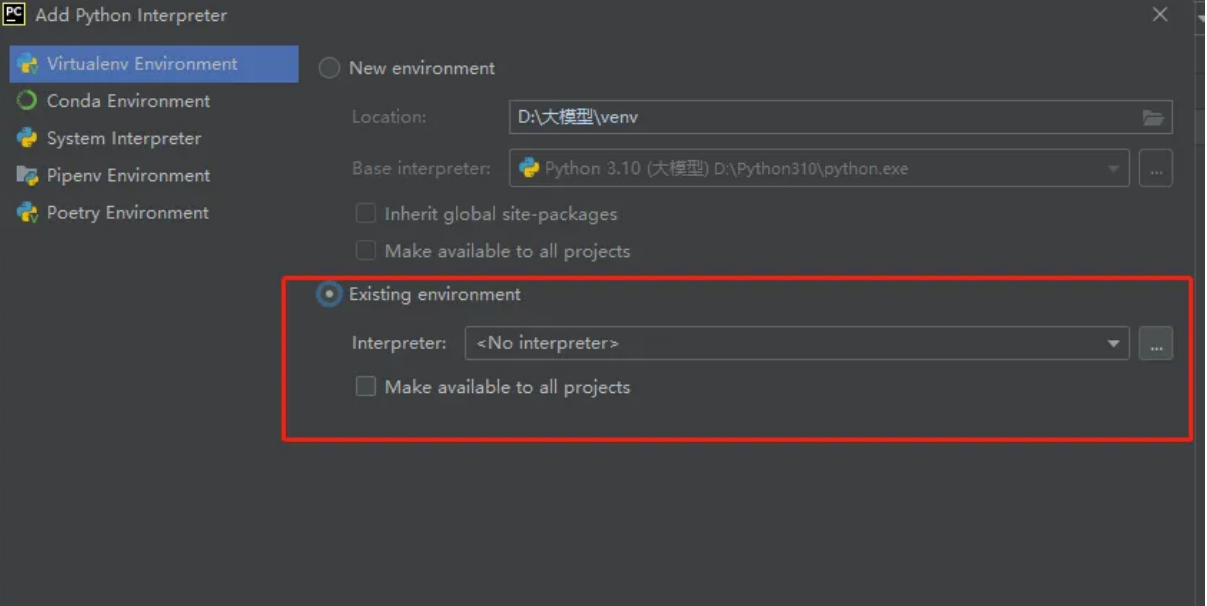 PC Add Python Interpreter
Virtualenv Environment
Conda Environment
System Interpreter
Pipenv Environment
Poetry Environment
New environment
Location: D:\大模型\venv
Base interpreter: Python 3.10 (大模型) D:\Python310\python.exe ...
Inherit global site-packages
Make available to all projects
Existing environment
Interpreter: <No interpreter> ...
Make available to all projects